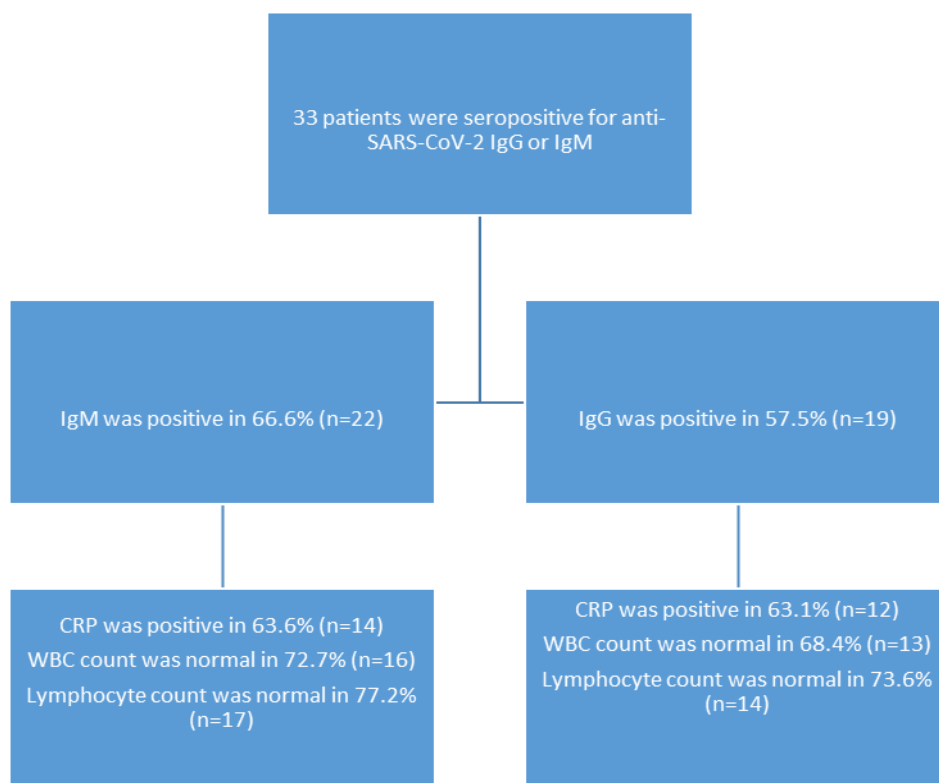 33 patients were seropositive for anti-
SARS-CoV-2 IgG or IgM
IgM was positive in 66.6% (n=22)
IgG was positive in 57.5% (n=19)
CRP was positive in 63.6% (n=14)
WBC count was normal in 72.7% (n=16)
Lymphocyte count was normal in 77.2%
(n=17)
CRP was positive in 63.1% (n=12)
WBC count was normal in 68.4% (n=13)
Lymphocyte count was normal in 73.6%
(n=14)